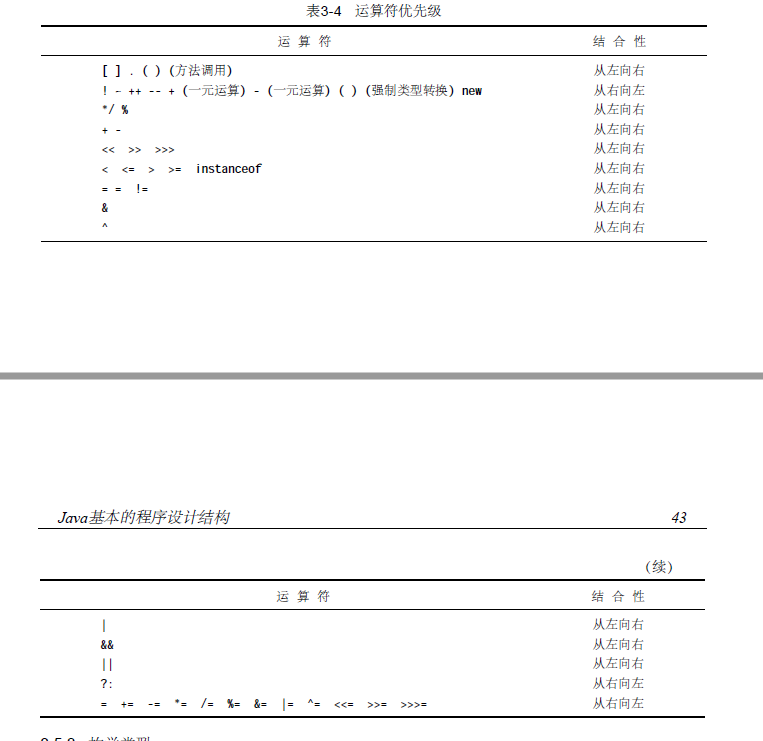 表3-4 运算符优先级
运 算 符 结 合 性
[ ] . ( ) (方法调用) 从左向右
! ~ ++ -- + (一元运算) - (一元运算) ( ) (强制类型转换) new 从右向左
*/ % 从左向右
+ - 从左向右
<< >> >>> 从左向右
< <= > >= instanceof 从左向右
= = != 从左向右
& 从左向右
^ 从左向右
Java基本的程序设计结构 43
(续)
运 算 符 结 合 性
| 从左向右
&& 从左向右
|| 从左向右
?: 从右向左
= += -= *= /= %= &= |= ^= <<= >>= >>>= 从右向左